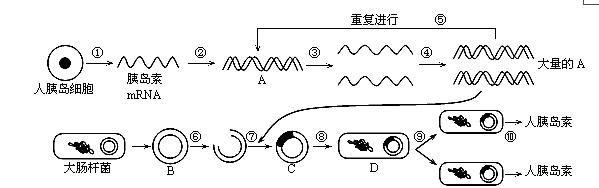 重复进行 ⑤
① ② ③ ④
人胰岛细胞 胰岛素 A 大量的A
mRNA
⑥ ⑦ ⑧ ⑨ ⑩ 人胰岛素
大肠杆菌 B C D 人胰岛素